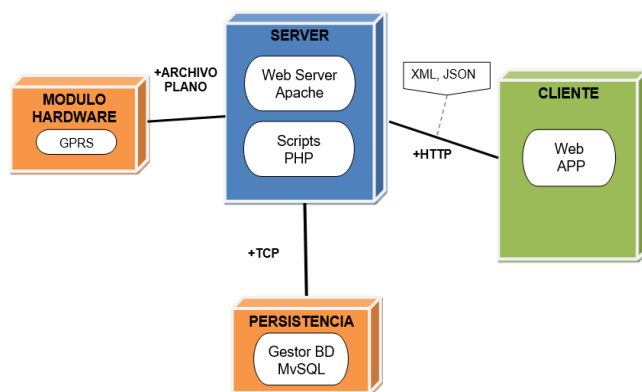 SERVER
Web Server
Apache
Scripts
PHP
+ARCHIVO
PLANO
MODULO
HARDWARE
GPRS
XML, JSON
+HTTP
CLIENTE
Web
APP
+TCP
PERSISTENCIA
Gestor BD
MvSQL